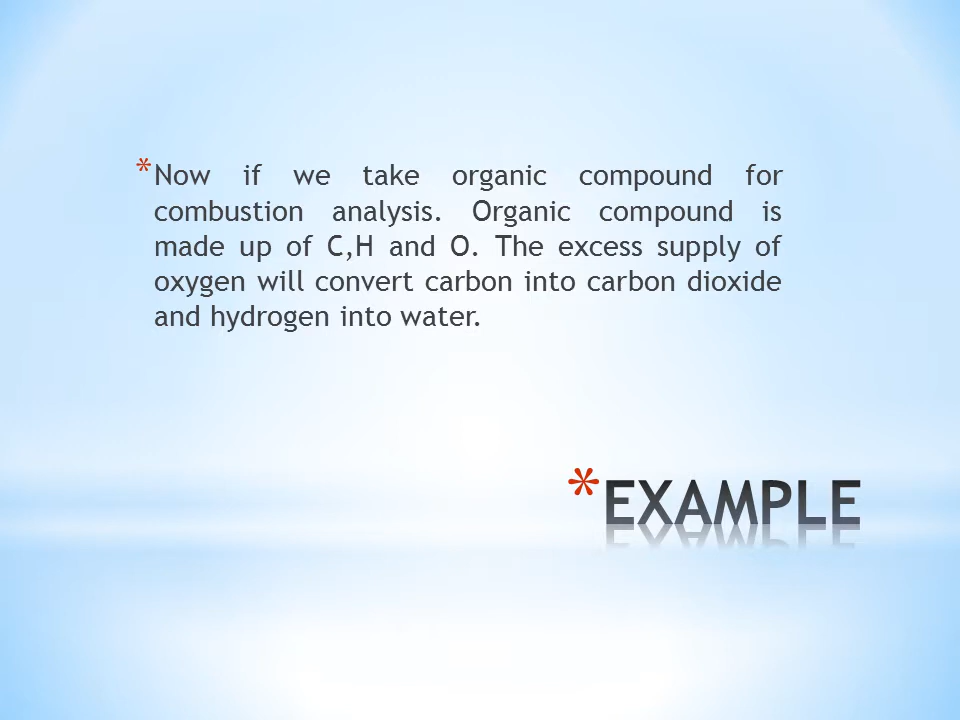 * Now if we take organic compound for
combustion analysis. Organic compound is
made up of C,H and O. The excess supply of
oxygen will convert carbon into carbon dioxide
and hydrogen into water.
* EXAMPLE